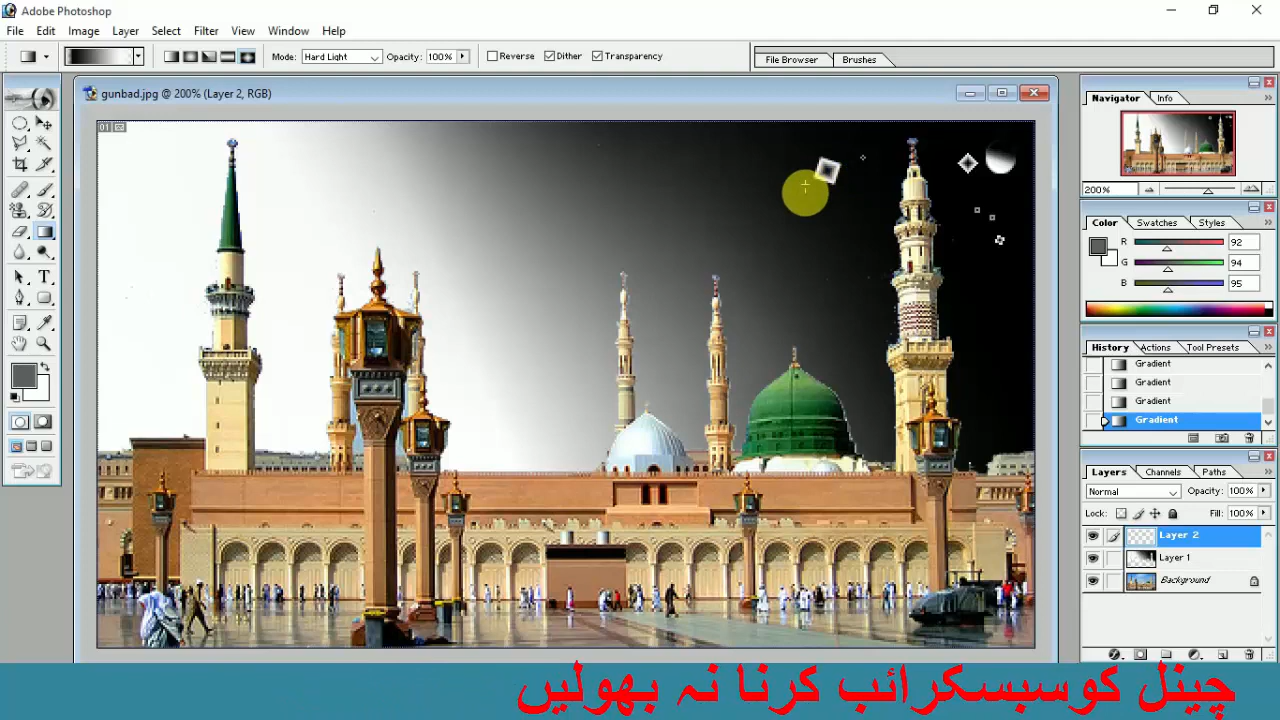 Adobe Photoshop
File Edit Image Layer Select Filter View Window Help
Mode: Hard Light Opacity: 100% Reverse Dither Transparency File Browser Brushes
gunbad.jpg @ 200% (Layer 2, RGB)
01
Navigator Info
200%
Color Swatches Styles
R 92
G 94
B 95
History Actions Tool Presets
Gradient
Gradient
Gradient
Gradient
Layers Channels Paths
Normal Opacity: 100%
Lock: Fill: 100%
Layer 2
Layer 1
Background
چینل کوسبسکرائب کرنا نہ بھولیں